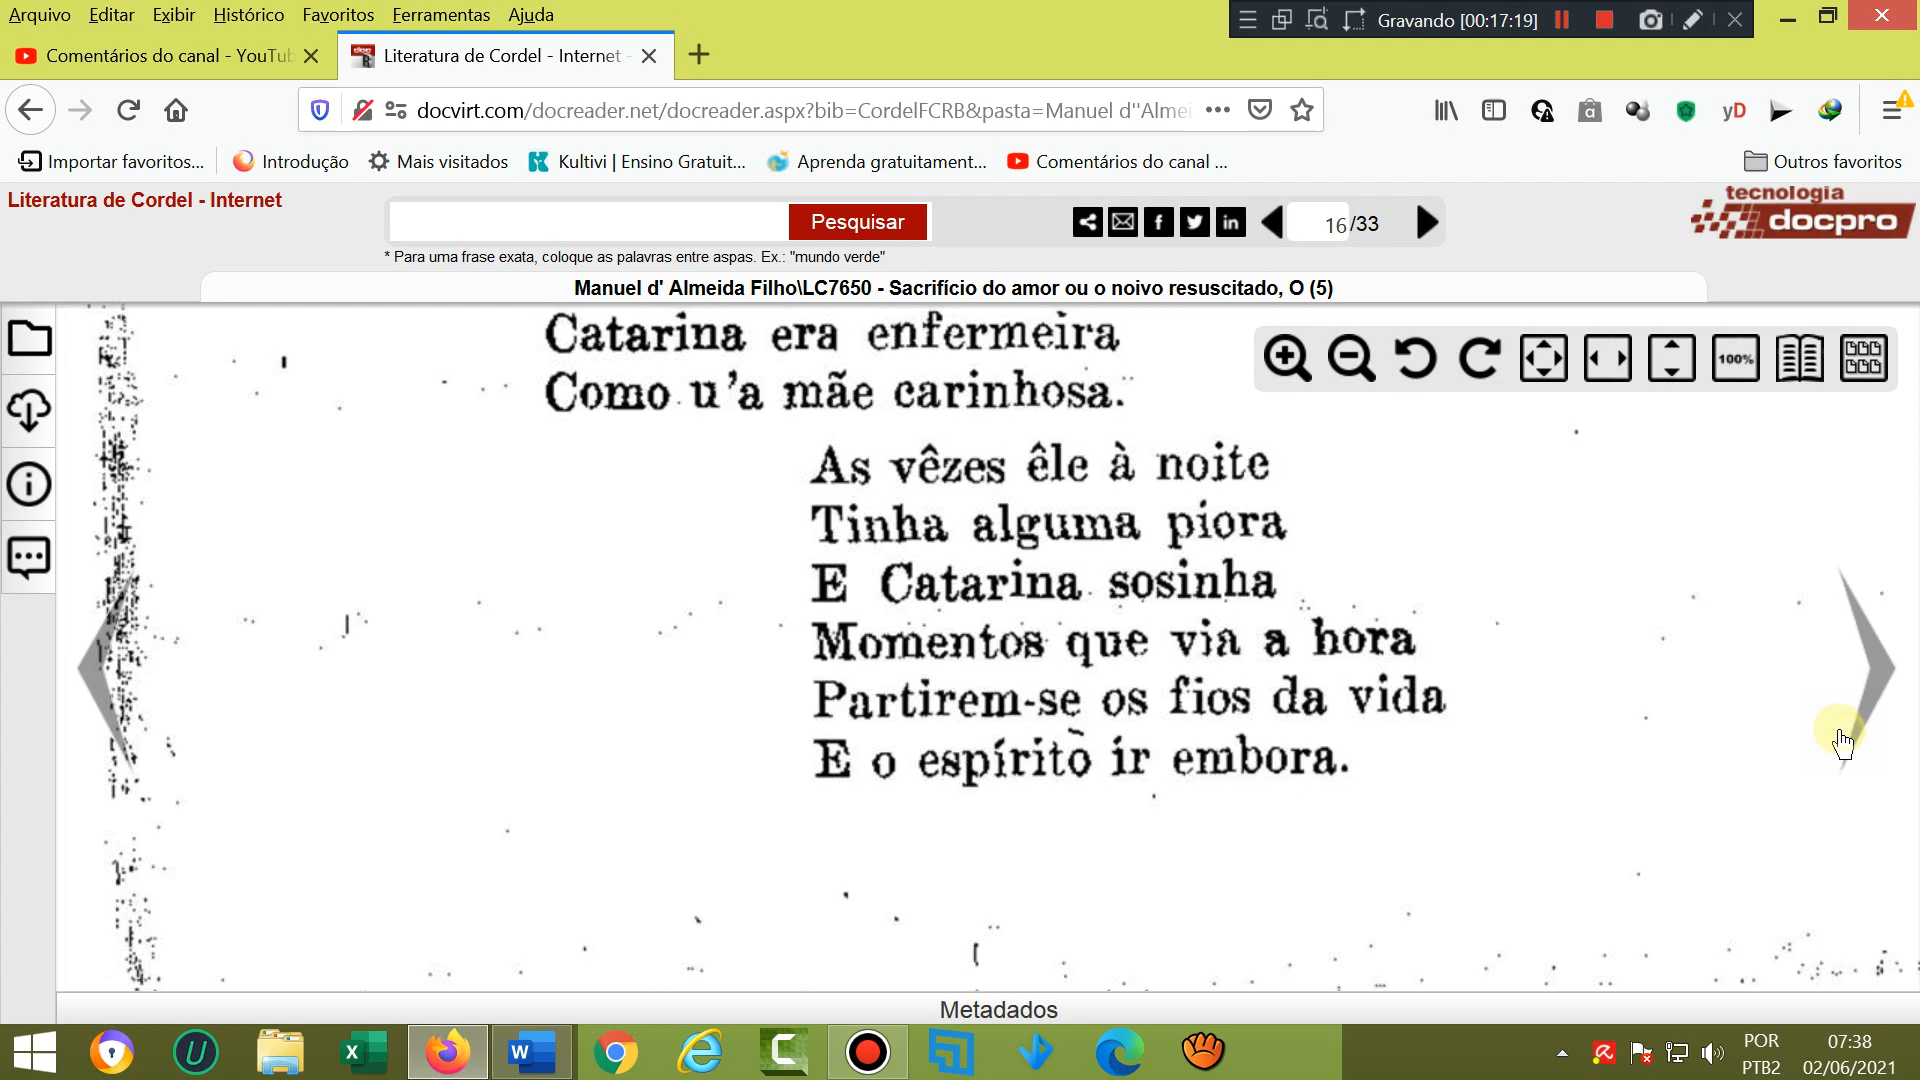 Arquivo Editar Exibir Histórico Favoritos Ferramentas Ajuda
Gravando [00:17:19]
Comentários do canal - YouTub
Literatura de Cordel - Internet -
docvirt.com/docreader.net/docreader.aspx?bib=CordelFCRB&pasta=Manuel d''Almei
yD
Importar favoritos... Introdução Mais visitados Kultivi | Ensino Gratuit... Aprenda gratuitament... Comentários do canal ... Outros favoritos
Literatura de Cordel - Internet
Pesquisar
16/33
tecnologia
docpro
* Para uma frase exata, coloque as palavras entre aspas. Ex.: "mundo verde"
Manuel d' Almeida Filho\LC7650 - Sacrifício do amor ou o noivo resuscitado, O (5)
100%
Catarina era enfermeira
Como u'a mãe carinhosa.
As vêzes êle à noite
Tinha alguma piora
E Catarina sosinha
Momentos que via a hora
Partirem-se os fios da vida
E o espírito ir embora.
Metadados
POR
PTB2
07:38
02/06/2021